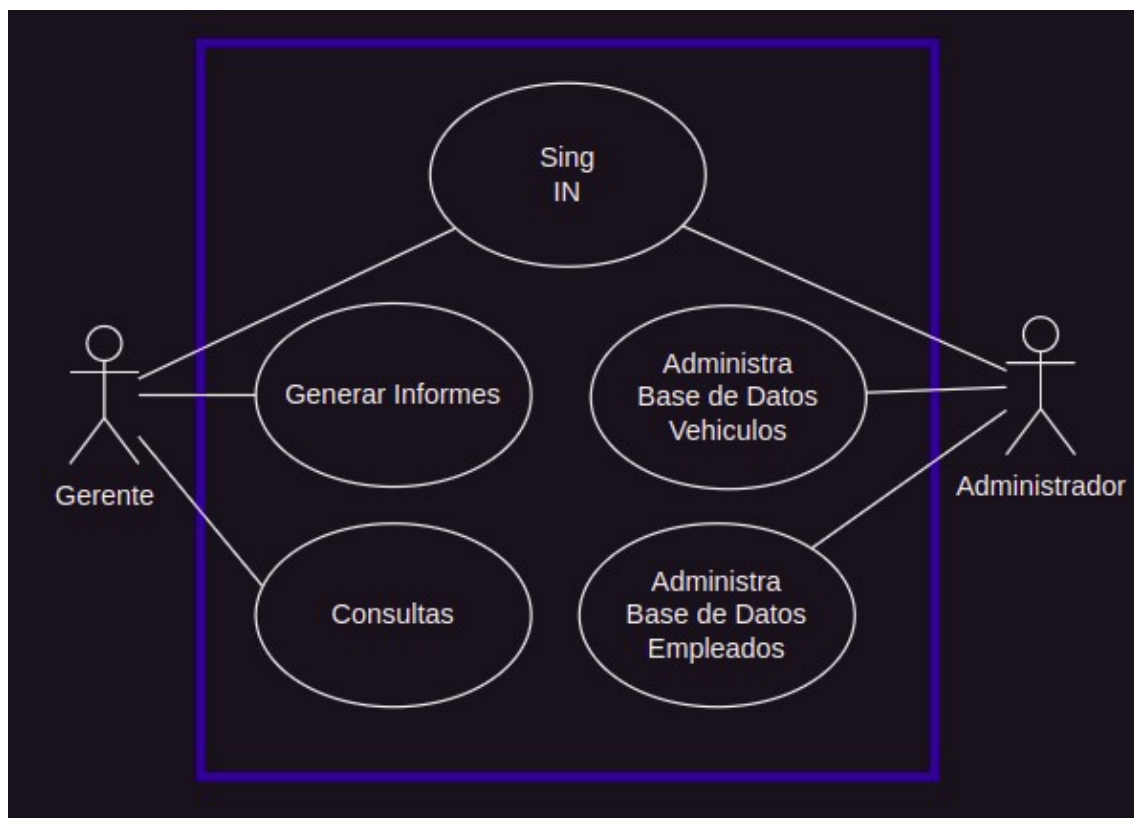 Sing
IN
Generar Informes
Administra
Base de Datos
Vehiculos
Gerente
Administrador
Consultas
Administra
Base de Datos
Empleados